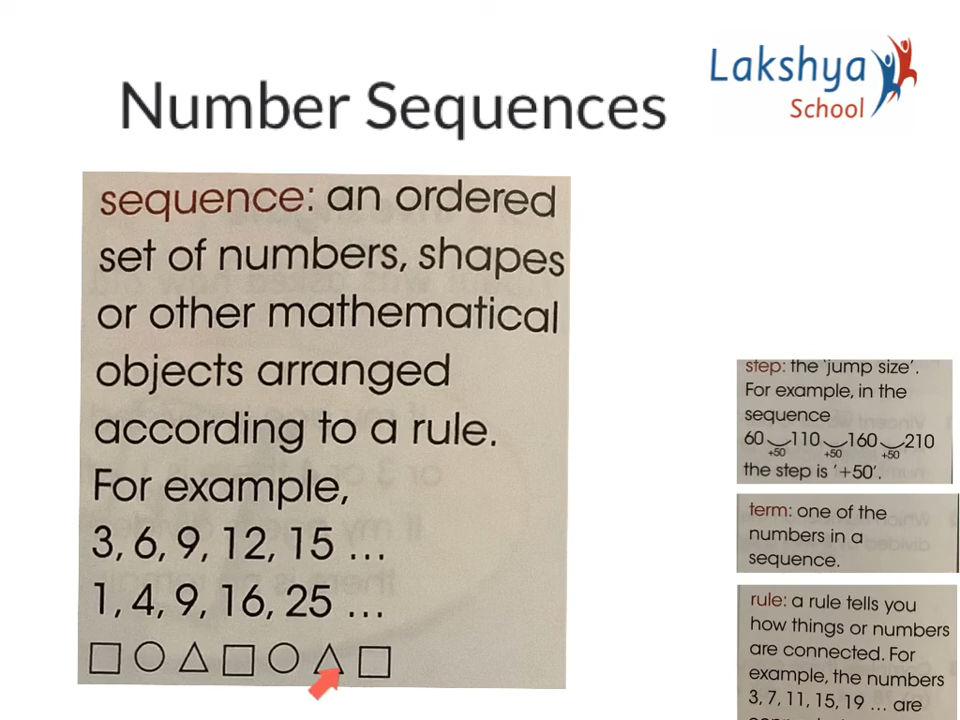 Number Sequences
Lakshya
School
sequence: an ordered
set of numbers, shapes
or other mathematical
objects arranged
according to a rule.
For example,
3, 6, 9, 12, 15 ...
1, 4, 9, 16, 25 ...
step: the 'jump size'.
For example, in the
sequence
60 110 160 210
+50 +50 +50
the step is '+50'.
term: one of the
numbers in a
sequence.
rule: a rule tells you
how things or numbers
are connected. For
example, the numbers
3, 7, 11, 15, 19 ... are